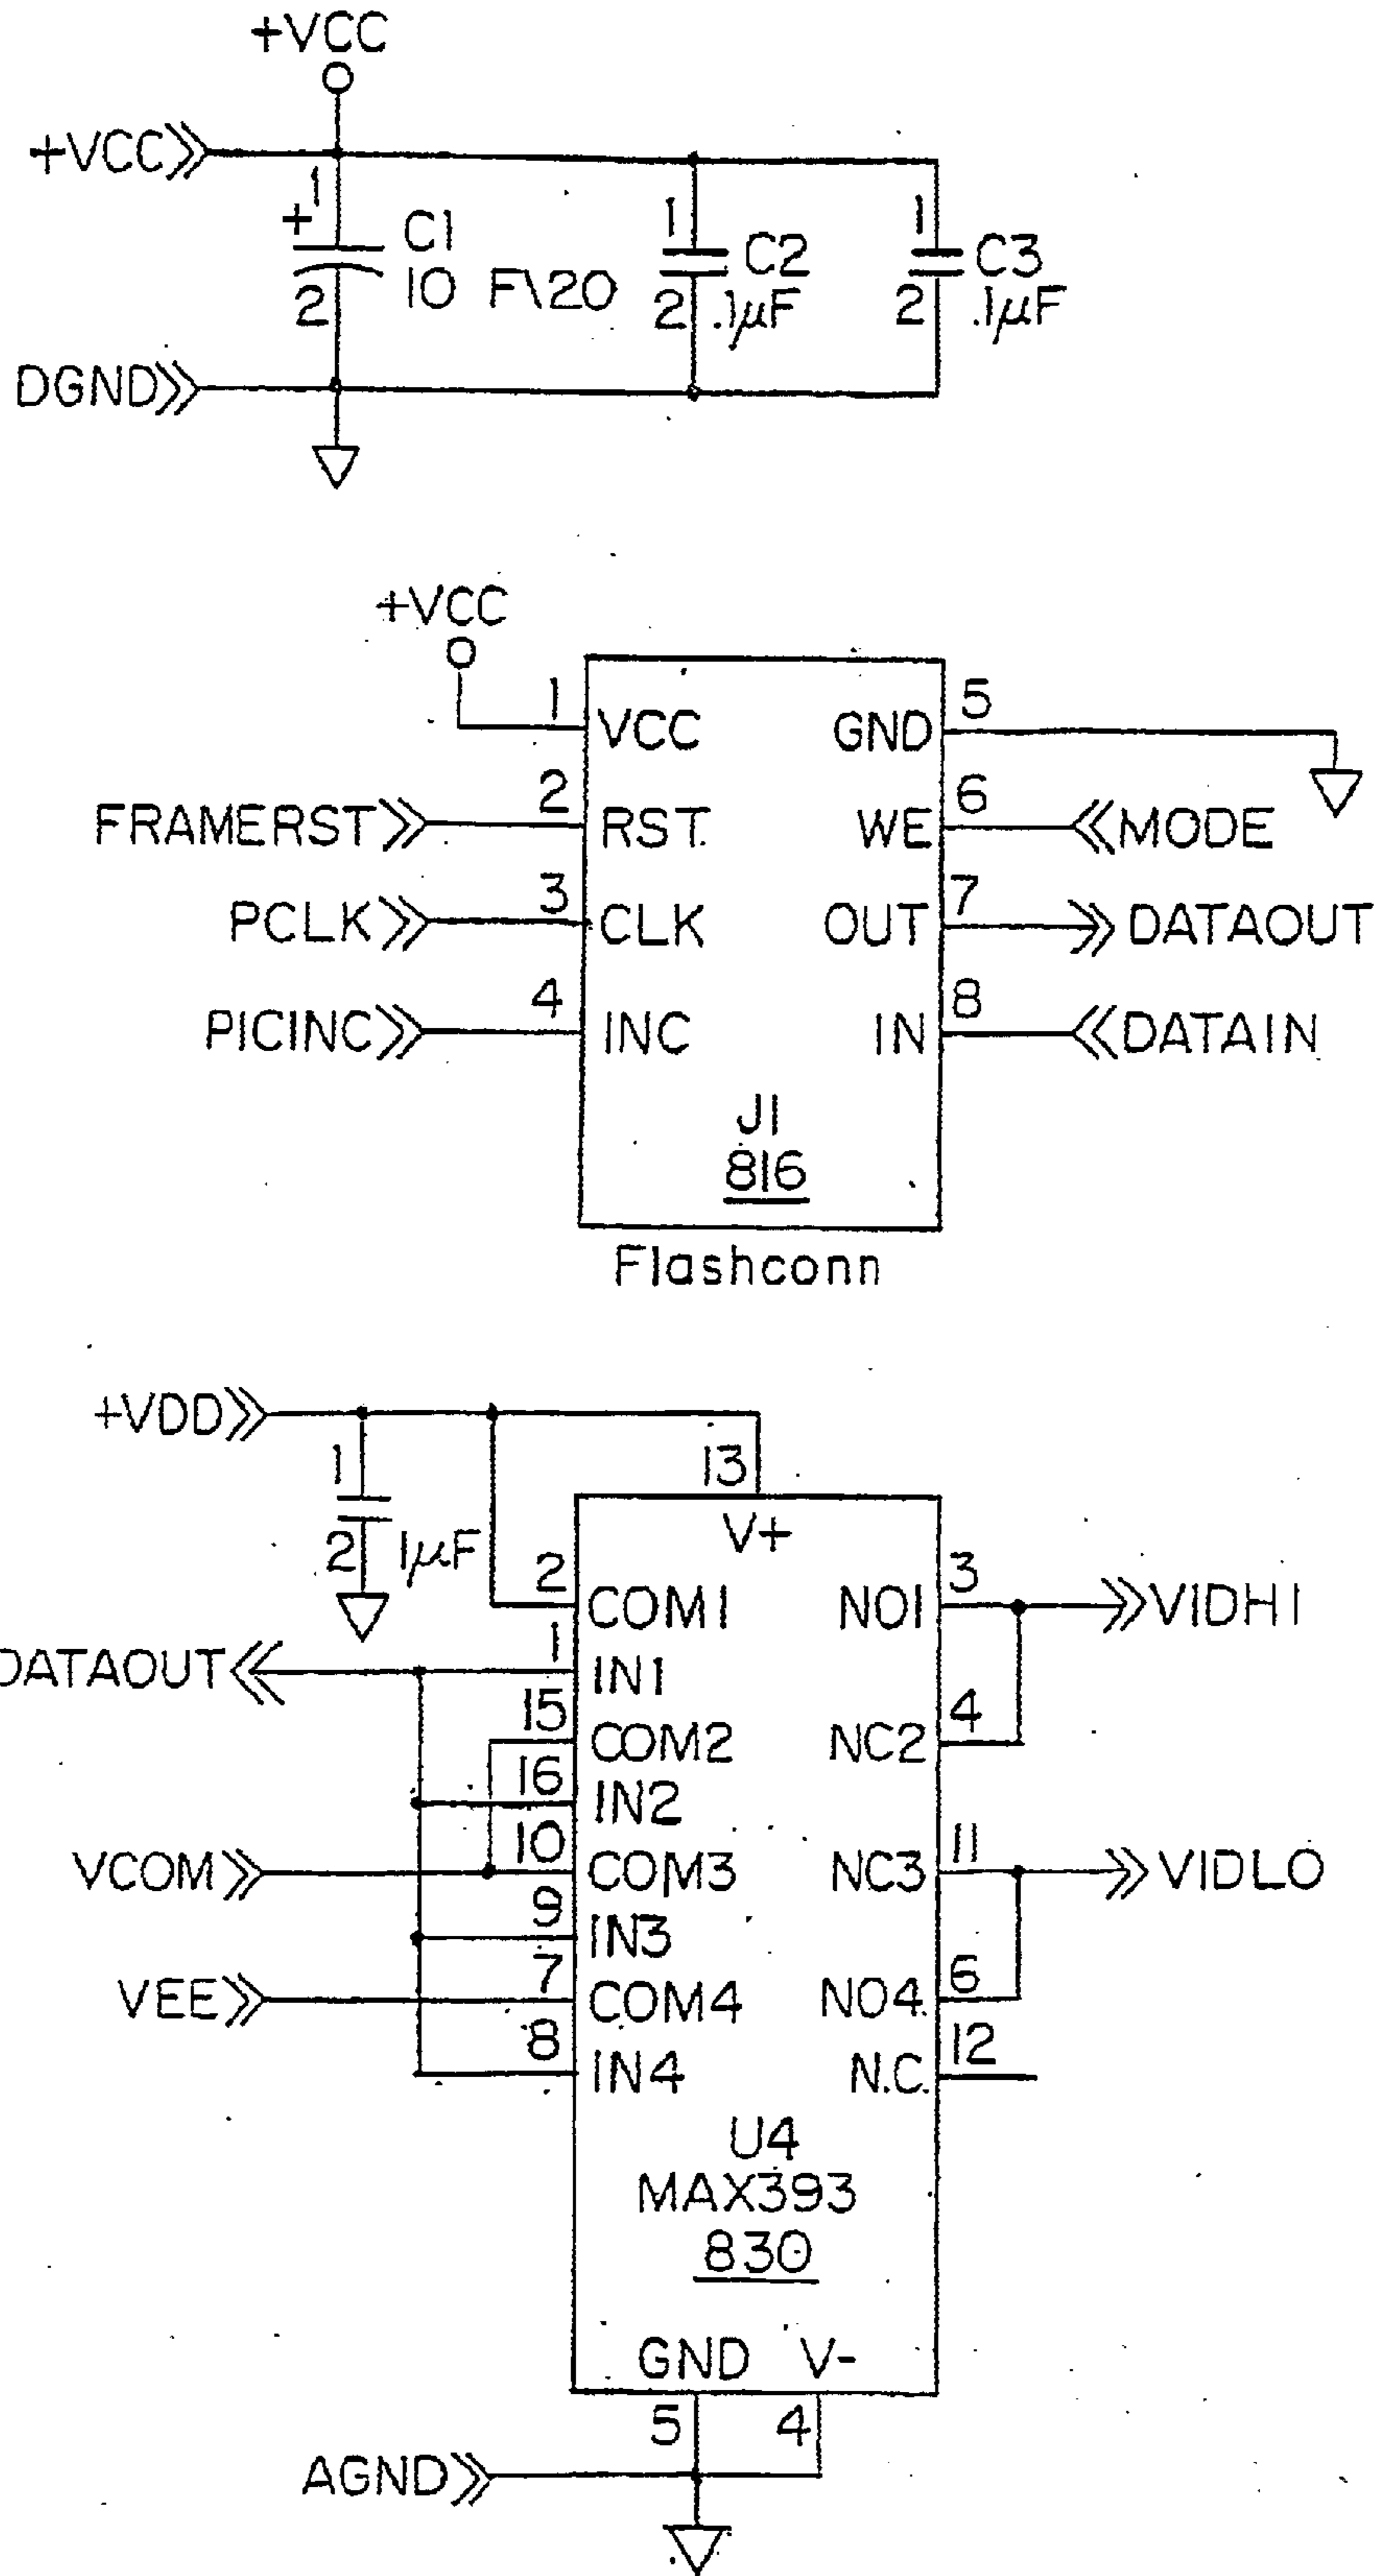 +VCC
+VCC
1
+
C1
10 F\20
2
1
C2
2
.1μF
1
C3
2
.1μF
DGND
+VCC
1
VCC
GND
5
FRAMERST
2
RST
WE
6
MODE
PCLK
3
CLK
OUT
7
DATAOUT
PICINC
4
INC
IN
8
DATAIN
J1
816
Flashconn
+VDD
1
2
1μF
13
V+
2
COM1
NO1
3
VIDHI
DATAOUT
1
IN1
15
COM2
NC2
4
16
IN2
VCOM
10
COM3
NC3
11
VIDLO
9
IN3
VEE
7
COM4
NO4
6
8
IN4
N.C.
12
U4
MAX393
830
GND V-
5
4
AGND